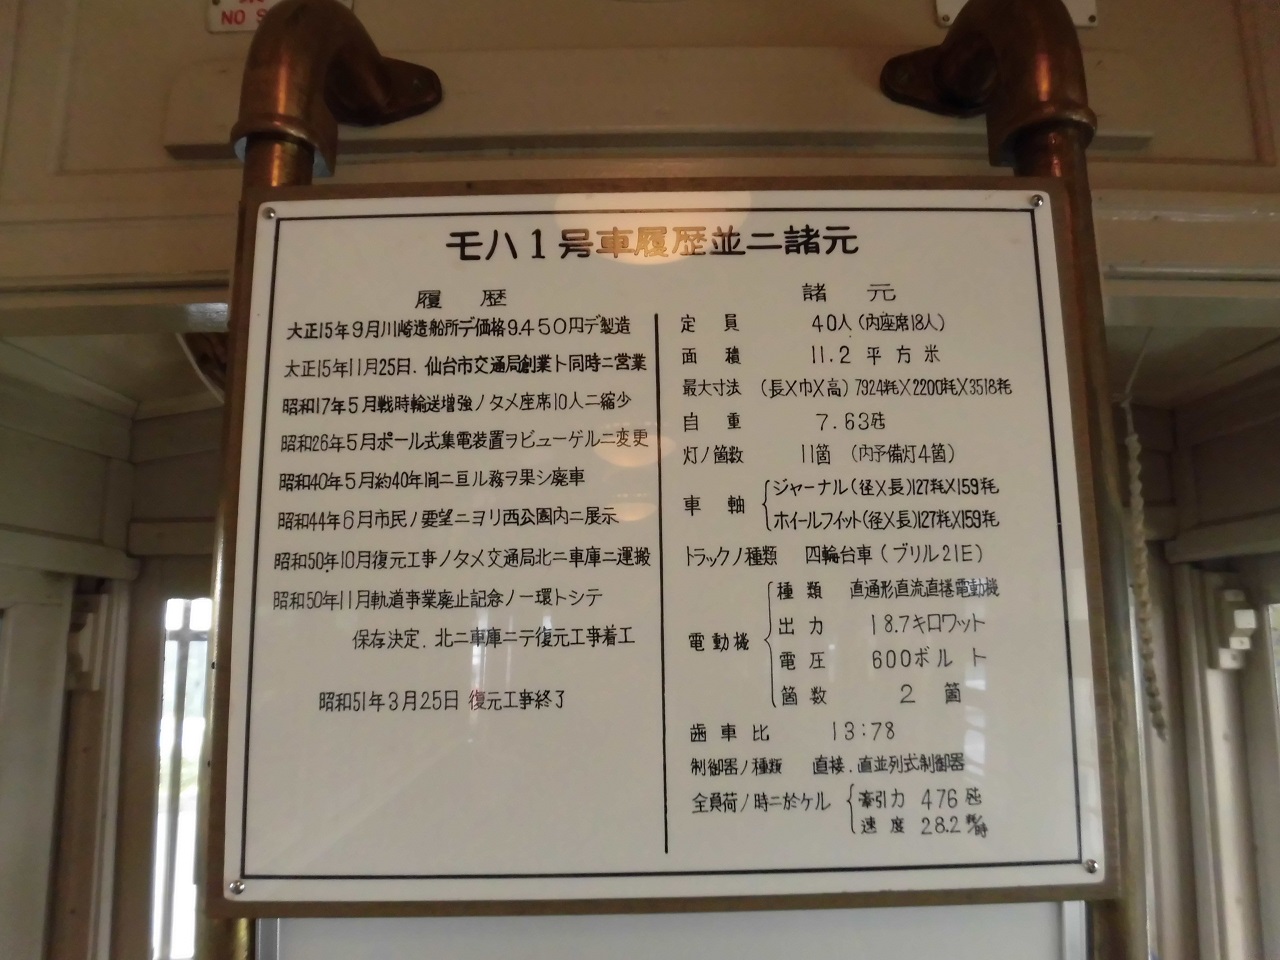 NO S
モハ1号車履歴並ニ諸元
履歴
大正15年9月川崎造船所デ価格9.450円デ製造
大正15年11月25日.仙台市交通局創業ト同時ニ営業
昭和17年5月戦時輸送増強ノタメ座席10人ニ縮少
昭和26年5月ポール式集電装置ヲビューゲルニ変更
昭和40年5月約40年間ニ亘ル務ヲ果シ廃車
昭和44年6月市民ノ要望ニヨリ西公園内ニ展示
昭和50年10月復元工事ノタメ交通局北ニ車庫ニ運搬
昭和50年11月軌道事業廃止記念ノ一環トシテ
保存決定.北ニ車庫ニテ復元工事着工
昭和51年3月25日 復元工事終了
諸元
定員 40人(内座席18人)
面積 11.2平方米
最大寸法 (長×巾×高) 7924粍×2200粍×3518粍
自重 7.63瓲
灯ノ箇数 11箇 (内予備灯4箇)
車軸 ジャーナル(径×長)127粍×159粍
ホイールフィット(径×長)127粍×159粍
トラックノ種類 四輪台車(ブリル21E)
電動機 種類 直通形直流直捲電動機
出力 18.7キロワット
電圧 600ボルト
箇数 2箇
歯車比 13:78
制御器ノ種類 直接.直並列式制御器
全負荷ノ時ニ於ケル 牽引力 476
速度 28.2